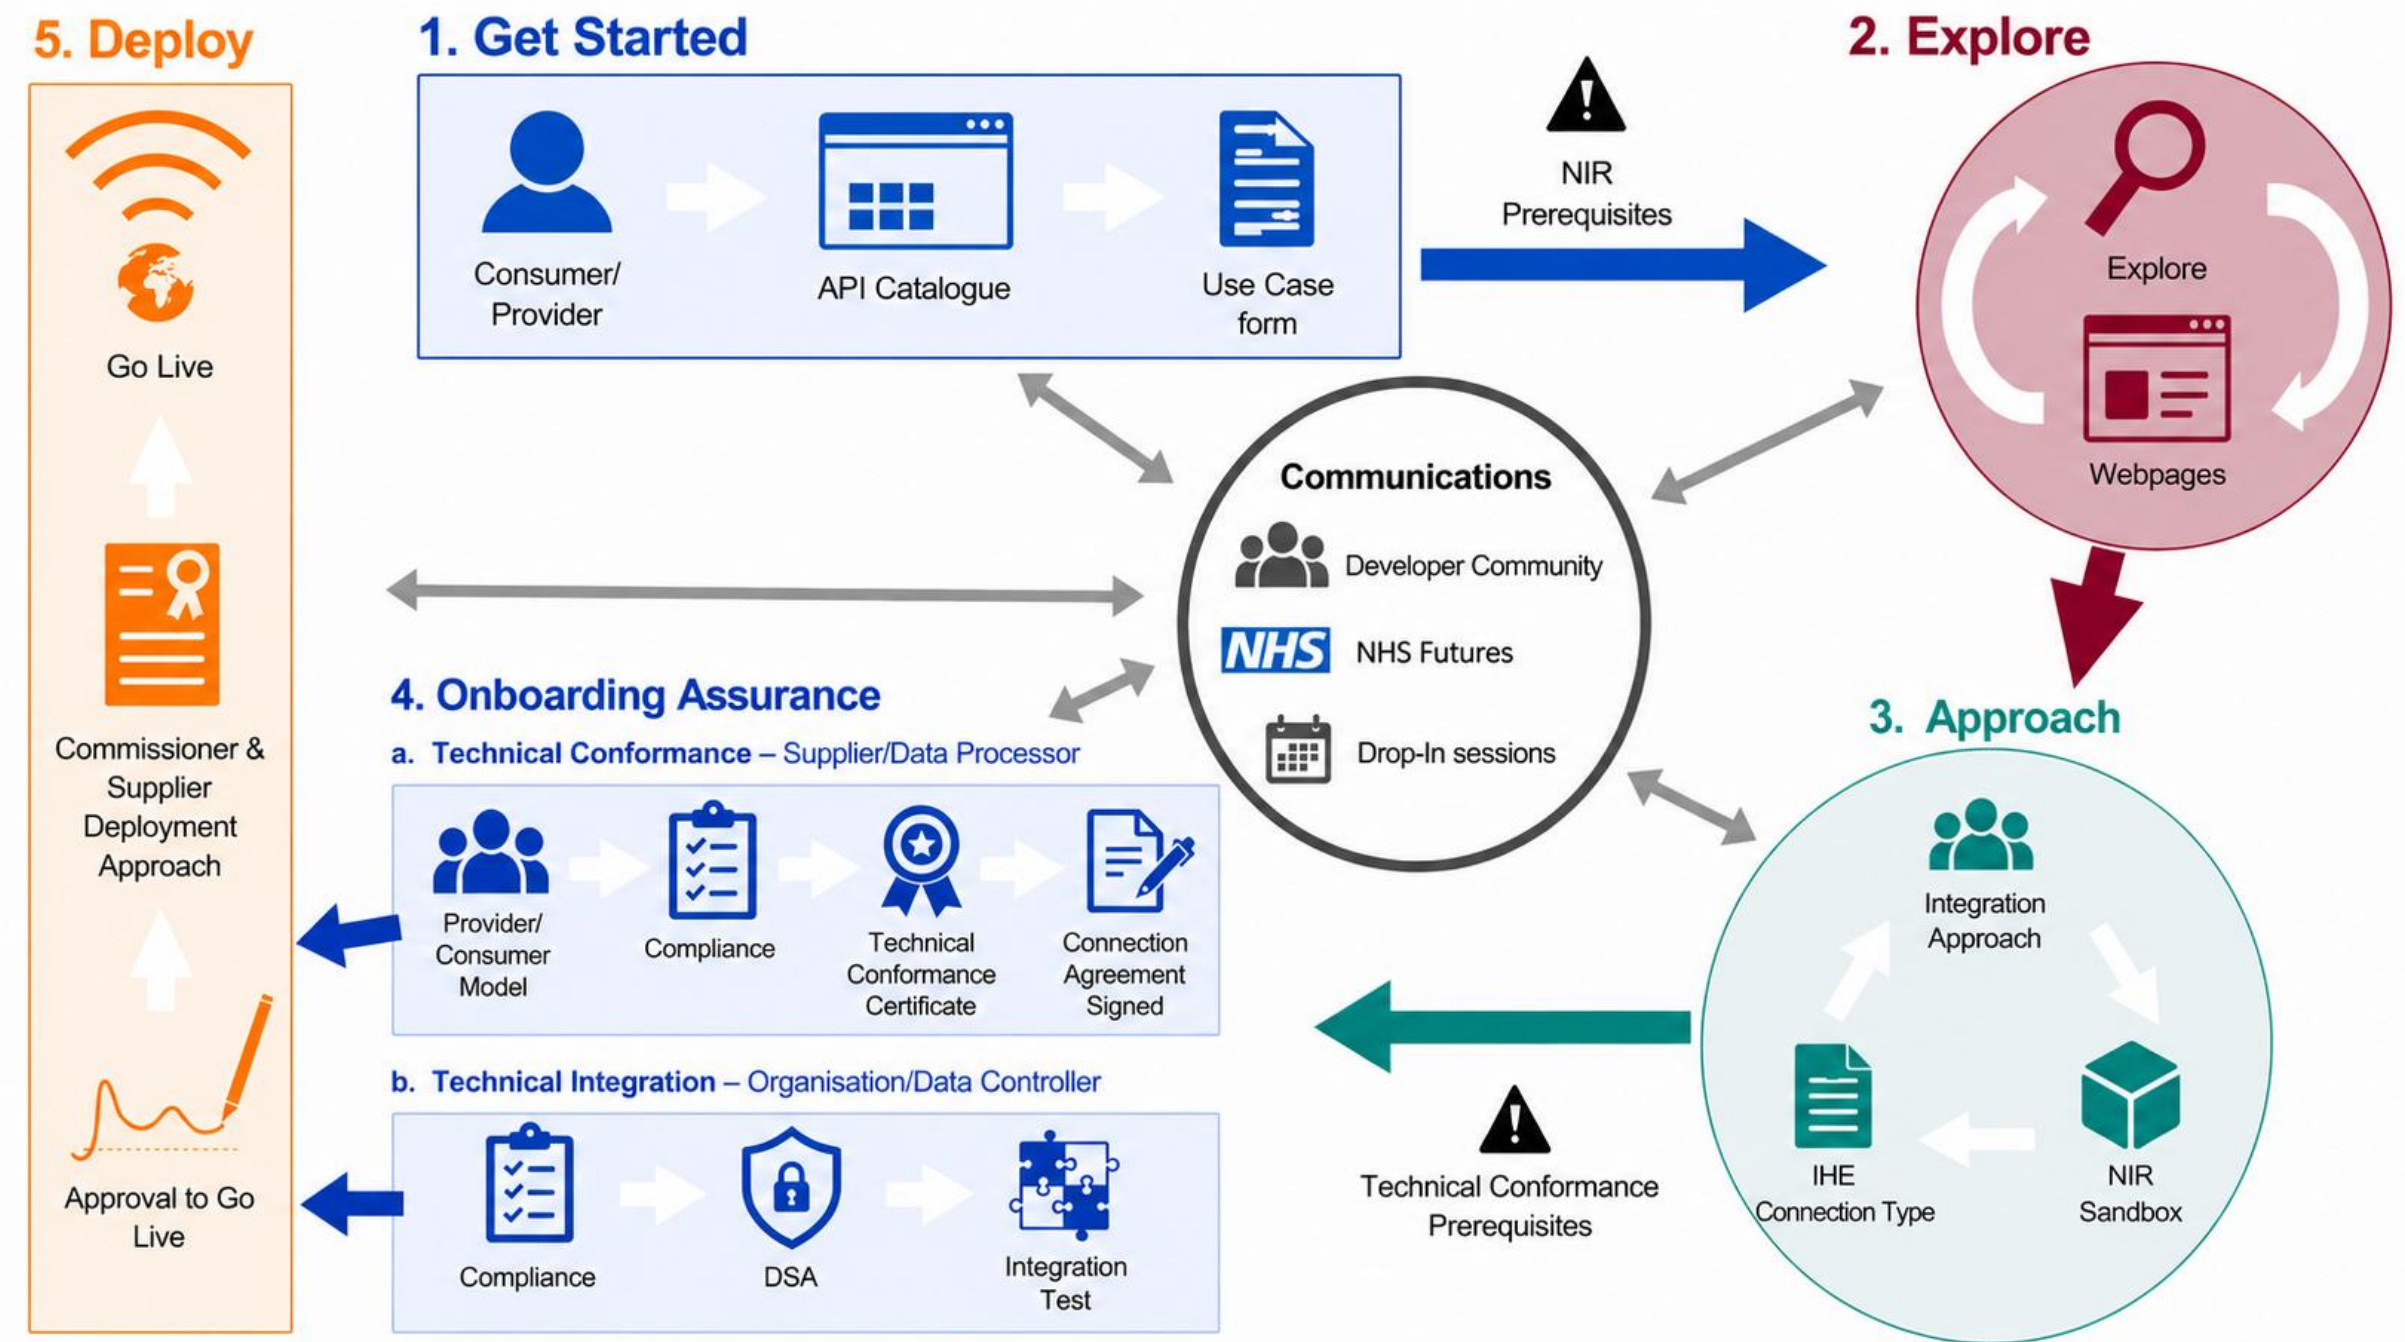 5. Deploy
Go Live
Commissioner &
Supplier
Deployment
Approach
Approval to Go
Live
1. Get Started
Consumer/
Provider
API Catalogue
Use Case
form
NIR
Prerequisites
2. Explore
Explore
Webpages
Communications
Developer Community
NHS
NHS Futures
Drop-In sessions
3. Approach
Integration
Approach
NIR
Sandbox
IHE
Connection Type
Technical Conformance
Prerequisites
4. Onboarding Assurance
a. Technical Conformance – Supplier/Data Processor
Provider/
Consumer
Model
Compliance
Technical
Conformance
Certificate
Connection
Agreement
Signed
b. Technical Integration – Organisation/Data Controller
Compliance
DSA
Integration
Test